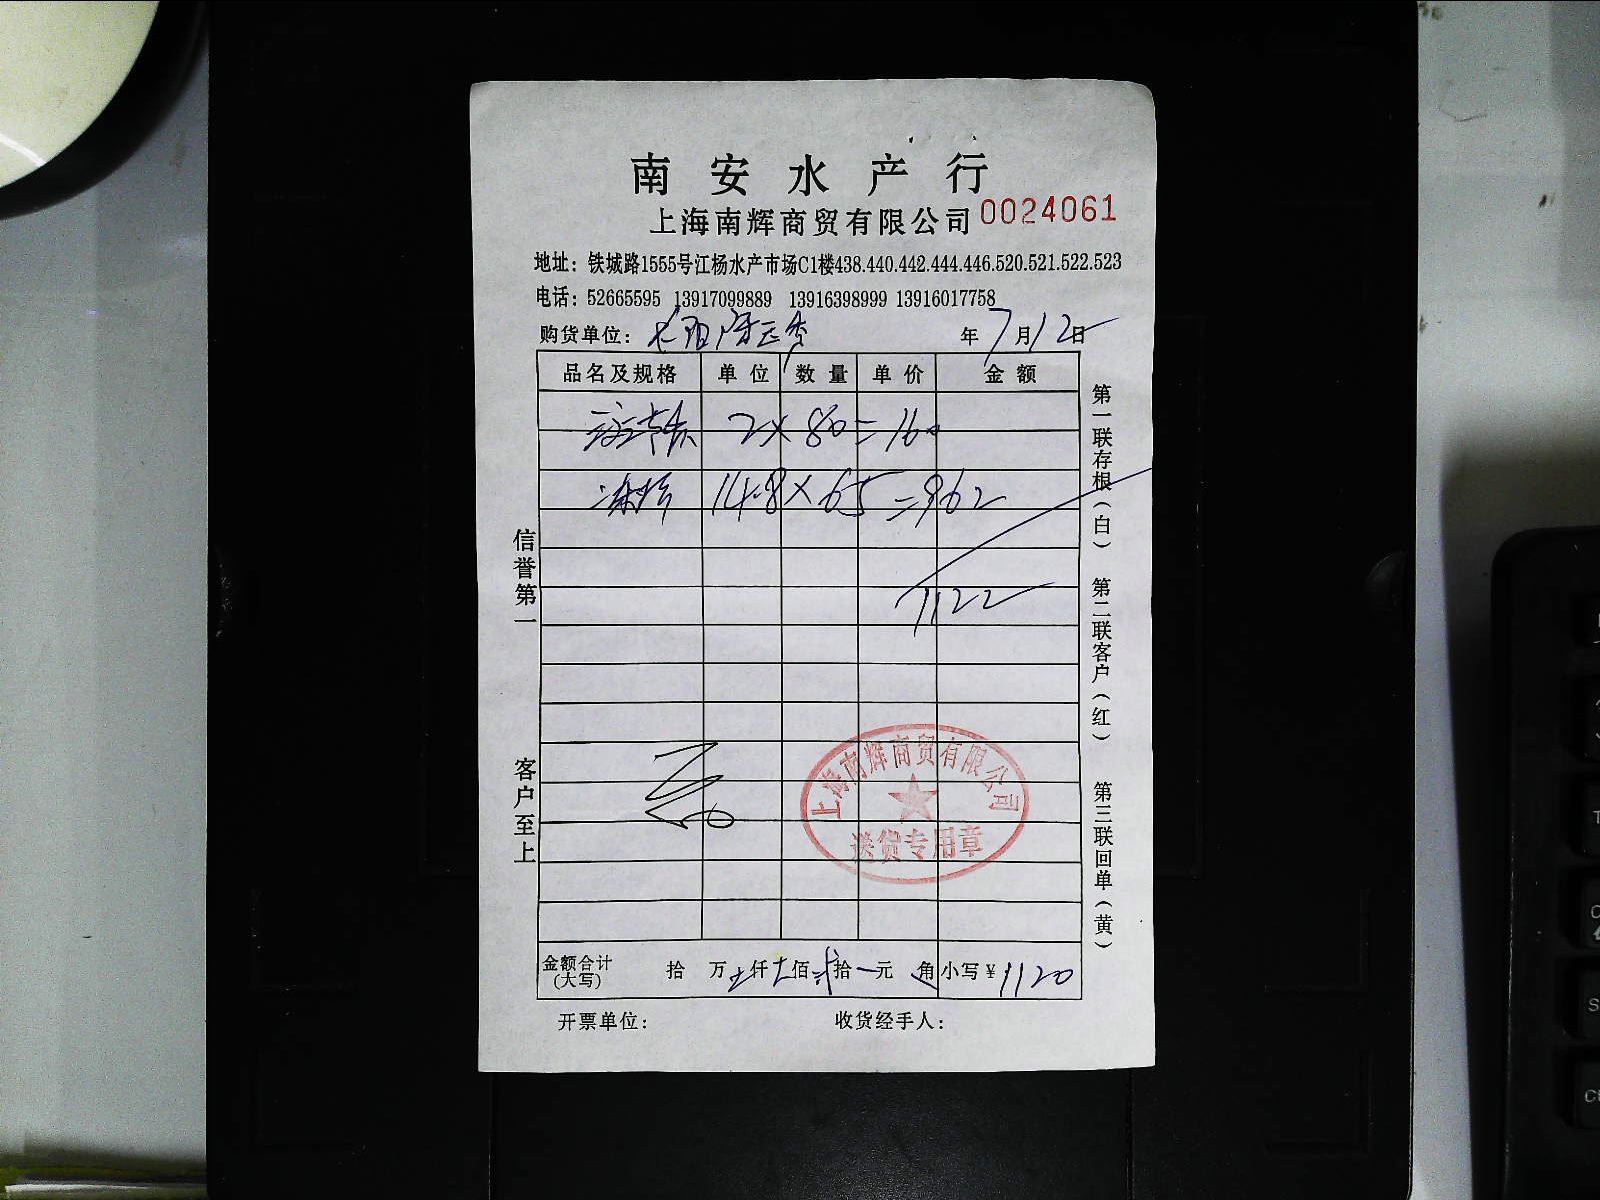 南安水产行
上海南辉商贸有限公司 0024061
地址：铁城路1555号江杨水产市场C1楼438.440.442.444.446.520.521.522.523
电话：52665595 13917099889 13916398999 13916017758
购货单位： 年7月12日
品名及规格 单位 数量 单价 金额
2×80=160
14.8×65=962
1122
信誉第一
客户至上
第一联存根（白） 第二联客户（红） 第三联回单（黄）
上海南辉商贸有限公司
送货专用章
金额合计（大写） 拾 万 仟 佰 拾 元 角 小写¥1120
开票单位： 收货经手人：